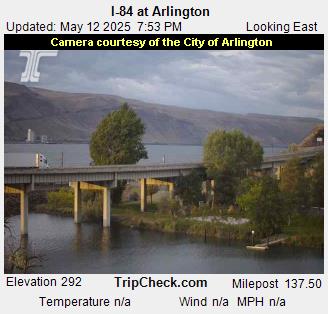 I-84 at Arlington
Updated: May 12 2025 7:53 PM Looking East
Camera courtesy of the City of Arlington
Elevation 292 TripCheck.com Milepost 137.50
Temperature n/a Wind n/a MPH n/a